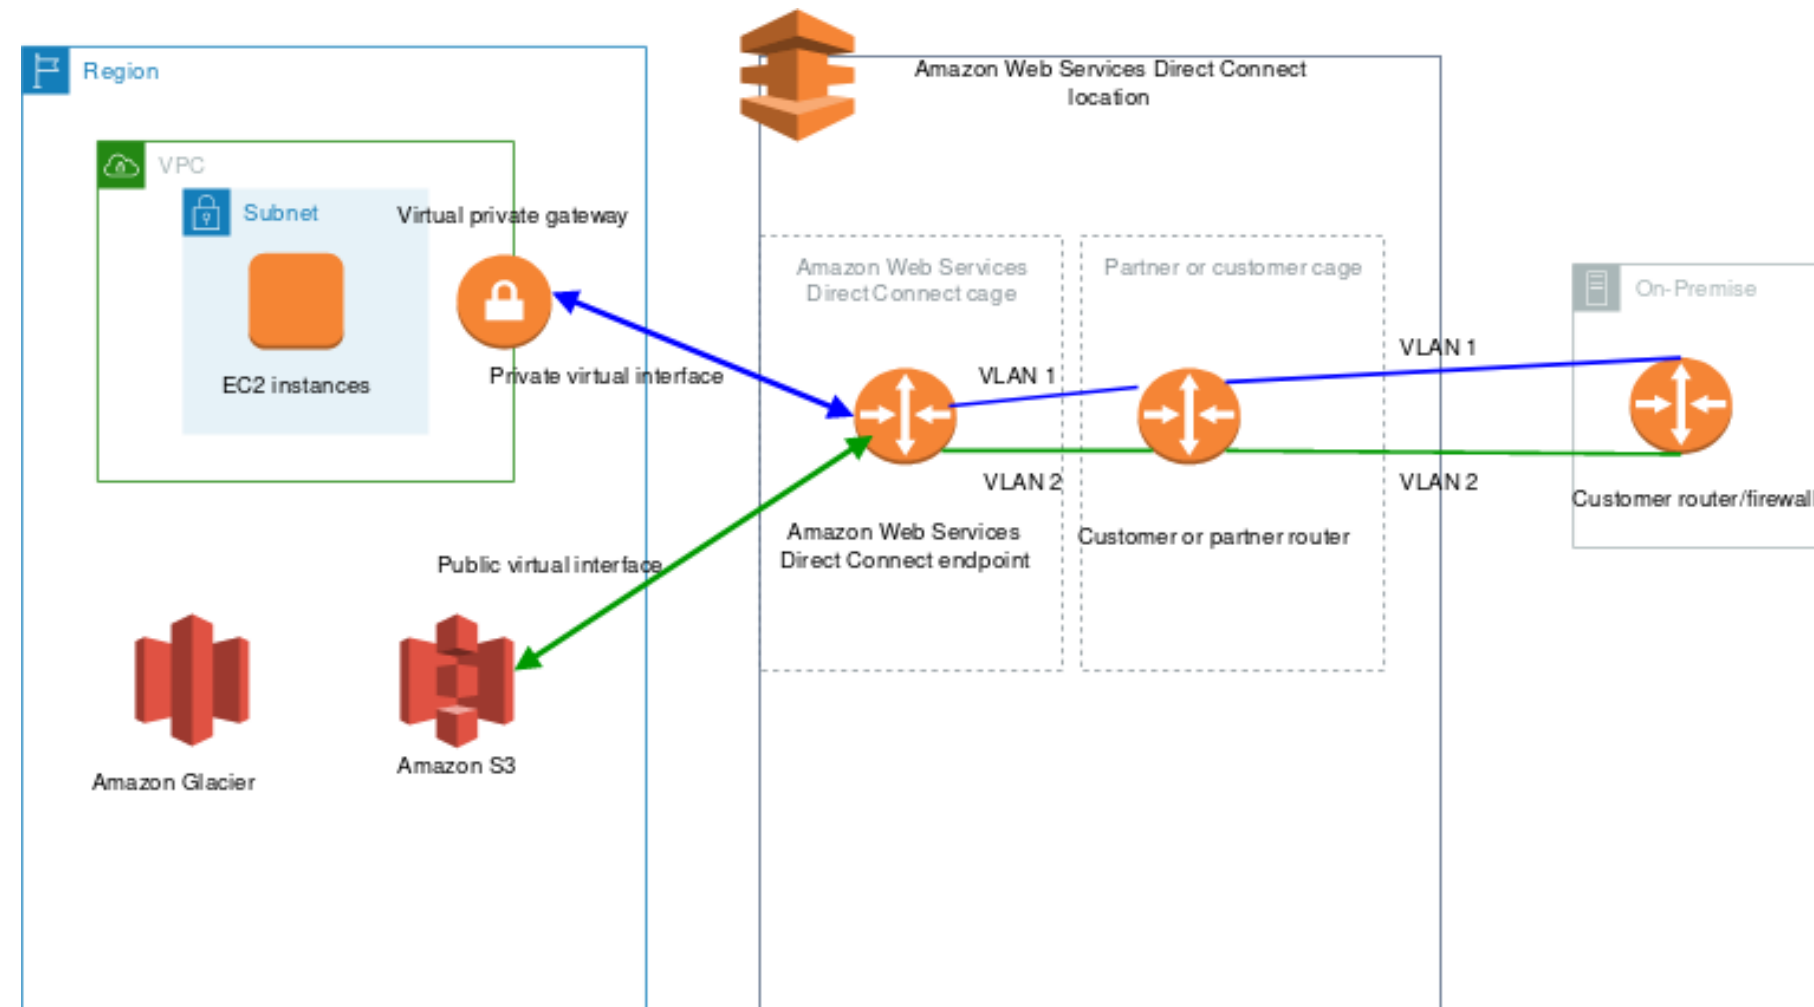 Region
VPC
Subnet
EC2 instances
Virtual private gateway
Private virtual interface
Public virtual interface
Amazon Glacier
Amazon S3
Amazon Web Services Direct Connect
location
Amazon Web Services
Direct Connect cage
VLAN 1
VLAN 2
Amazon Web Services
Direct Connect endpoint
Partner or customer cage
Customer or partner router
VLAN 1
VLAN 2
On-Premise
Customer router/firewall